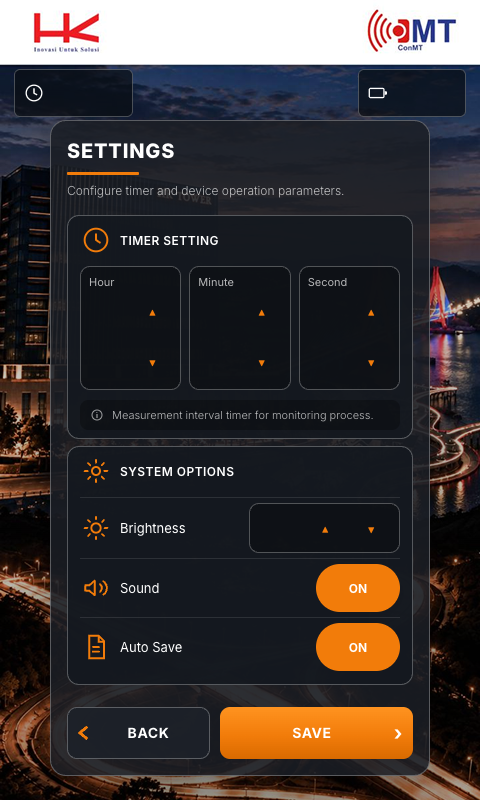 HK
Inovasi Untuk Solusi
MT
ConMT
SETTINGS
Configure timer and device operation parameters.
TOWER
TIMER SETTING
Hour
Minute
Second
Measurement interval timer for monitoring process.
SYSTEM OPTIONS
Brightness
Sound
ON
Auto Save
ON
BACK
SAVE